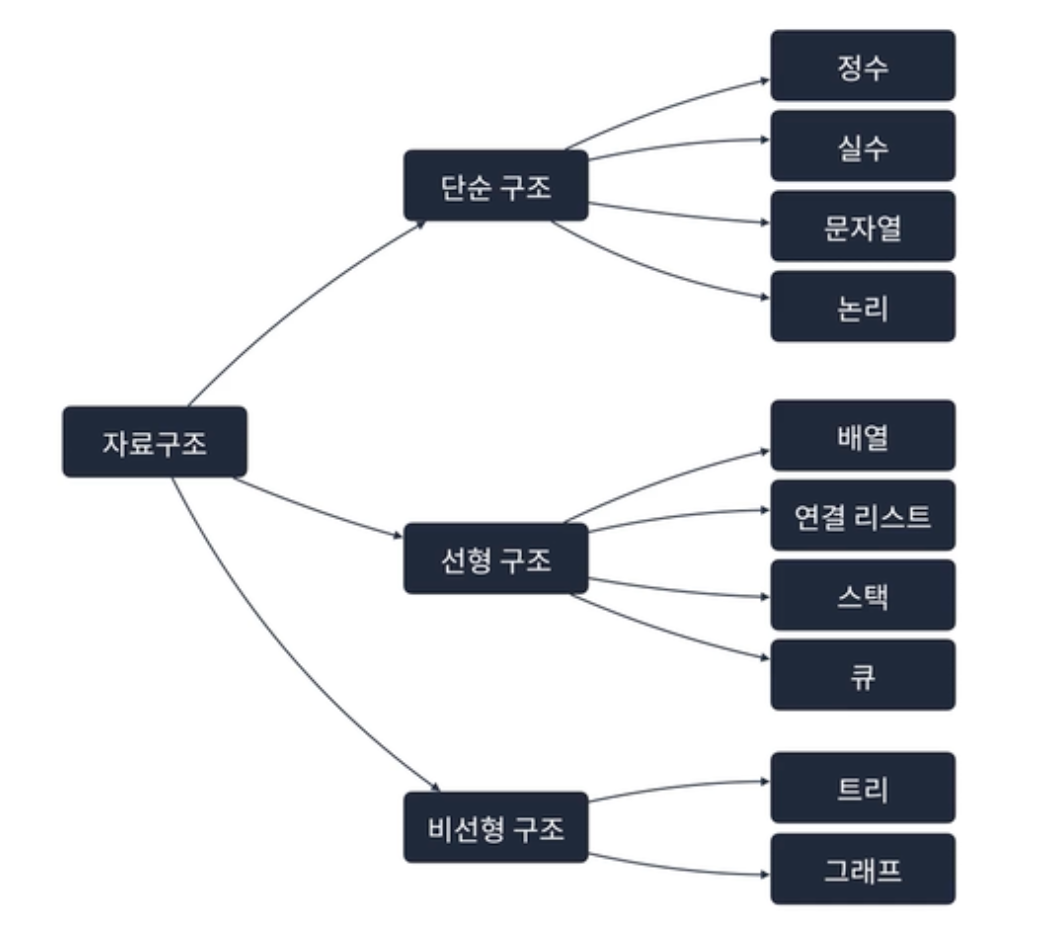 자료구조
단순 구조
정수
실수
문자열
논리
선형 구조
배열
연결 리스트
스택
큐
비선형 구조
트리
그래프